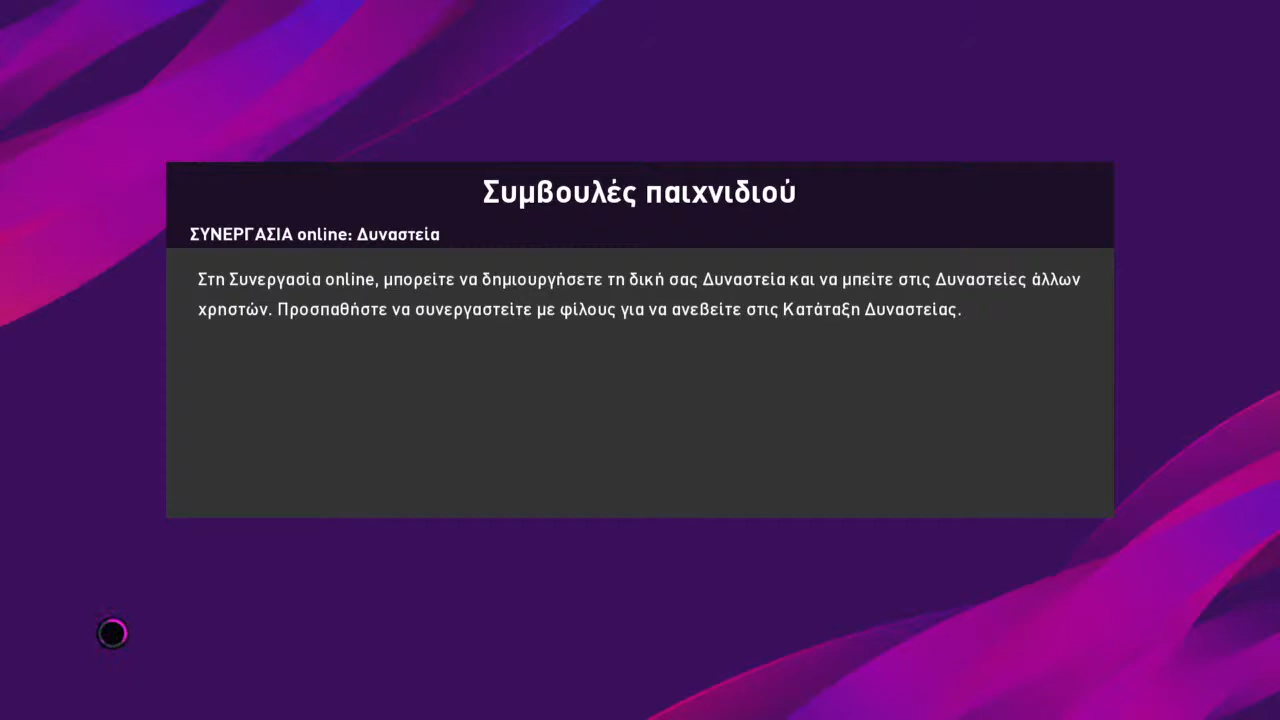 Συμβουλές παιχνιδιού
ΣΥΝΕΡΓΑΣΙΑ online: Δυναστεία
Στη Συνεργασία online, μπορείτε να δημιουργήσετε τη δική σας Δυναστεία και να μπείτε στις Δυναστείες άλλων
χρηστών. Προσπαθήστε να συνεργαστείτε με φίλους για να ανεβείτε στις Κατάταξη Δυναστείας.